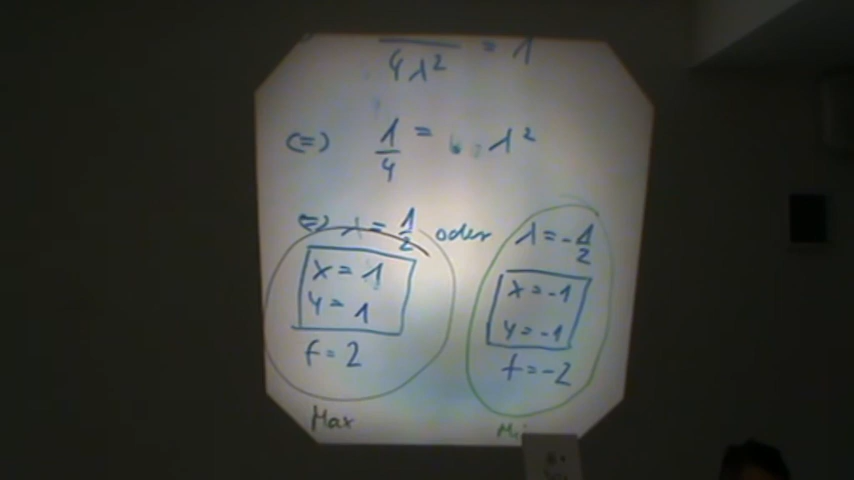 /4λ² = 1
(=) 1/4 = λ²
(=) λ = 1/2 oder λ = -1/2
x = 1
y = 1
f = 2
Max
x = -1
y = -1
f = -2